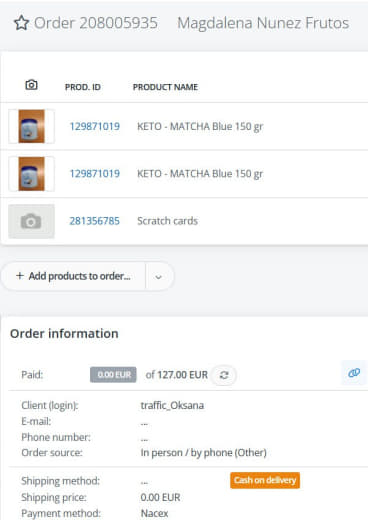 Order 208005935 Magdalena Nunez Frutos
PROD. ID PRODUCT NAME
129871019 KETO - MATCHA Blue 150 gr
129871019 KETO - MATCHA Blue 150 gr
281356785 Scratch cards
+ Add products to order...
Order information
Paid: 0.00 EUR of 127.00 EUR
Client (login): traffic_Oksana
E-mail: ...
Phone number: ...
Order source: In person / by phone (Other)
Shipping method: ... Cash on delivery
Shipping price: 0.00 EUR
Payment method: Nacex